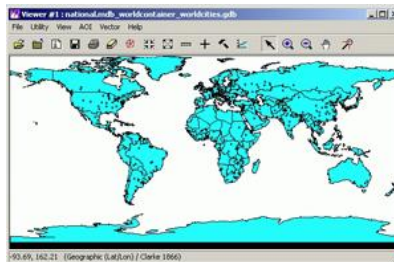 Viewer #1 : national.mdb_worldcontainer_worldcities.gdb
File Utility View AOI Vector Help
-93.69, 162.21 (Geographic (Lat/Lon) / Clarke 1866)